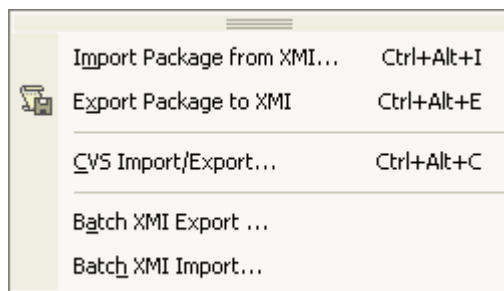 Import Package from XMI... Ctrl+Alt+I
Export Package to XMI Ctrl+Alt+E
CVS Import/Export... Ctrl+Alt+C
Batch XMI Export ...
Batch XMI Import...